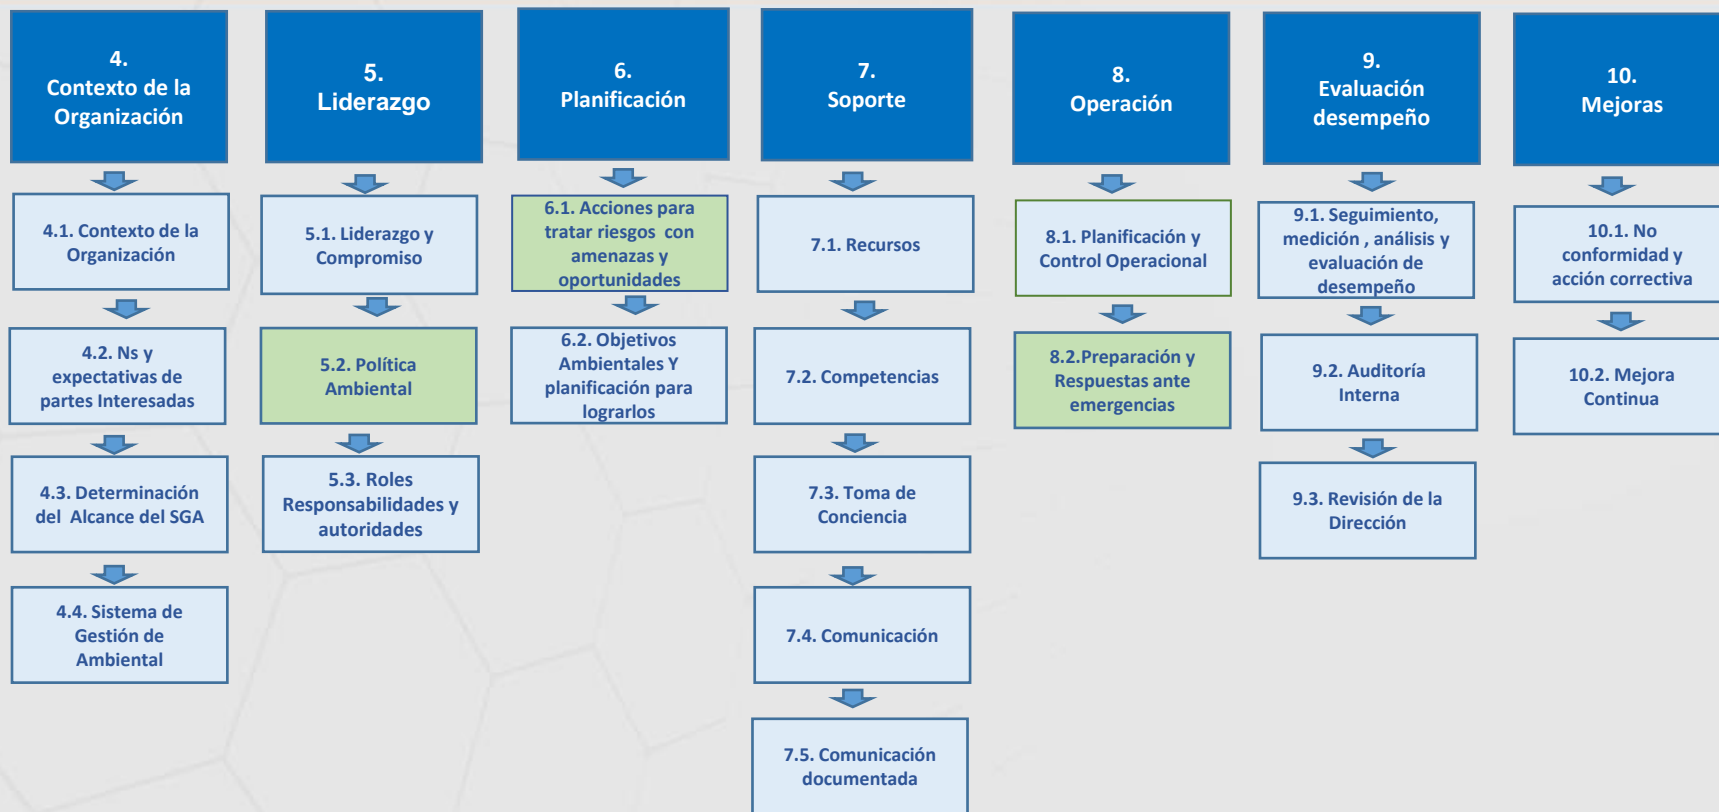 4.
Contexto de la
Organización
4.1. Contexto de la
Organización
4.2. Ns y
expectativas de
partes Interesadas
4.3. Determinación
del Alcance del SGA
4.4. Sistema de
Gestión de
Ambiental
5.
Liderazgo
5.1. Liderazgo y
Compromiso
5.2. Política
Ambiental
5.3. Roles
Responsabilidades y
autoridades
6.
Planificación
6.1. Acciones para
tratar riesgos con
amenazas y
oportunidades
6.2. Objetivos
Ambientales Y
planificación para
lograrlos
7.
Soporte
7.1. Recursos
7.2. Competencias
7.3. Toma de
Conciencia
7.4. Comunicación
7.5. Comunicación
documentada
8.
Operación
8.1. Planificación y
Control Operacional
8.2.Preparación y
Respuestas ante
emergencias
9.
Evaluación
desempeño
9.1. Seguimiento,
medición , análisis y
evaluación de
desempeño
9.2. Auditoría
Interna
9.3. Revisión de la
Dirección
10.
Mejoras
10.1. No
conformidad y
acción correctiva
10.2. Mejora
Continua